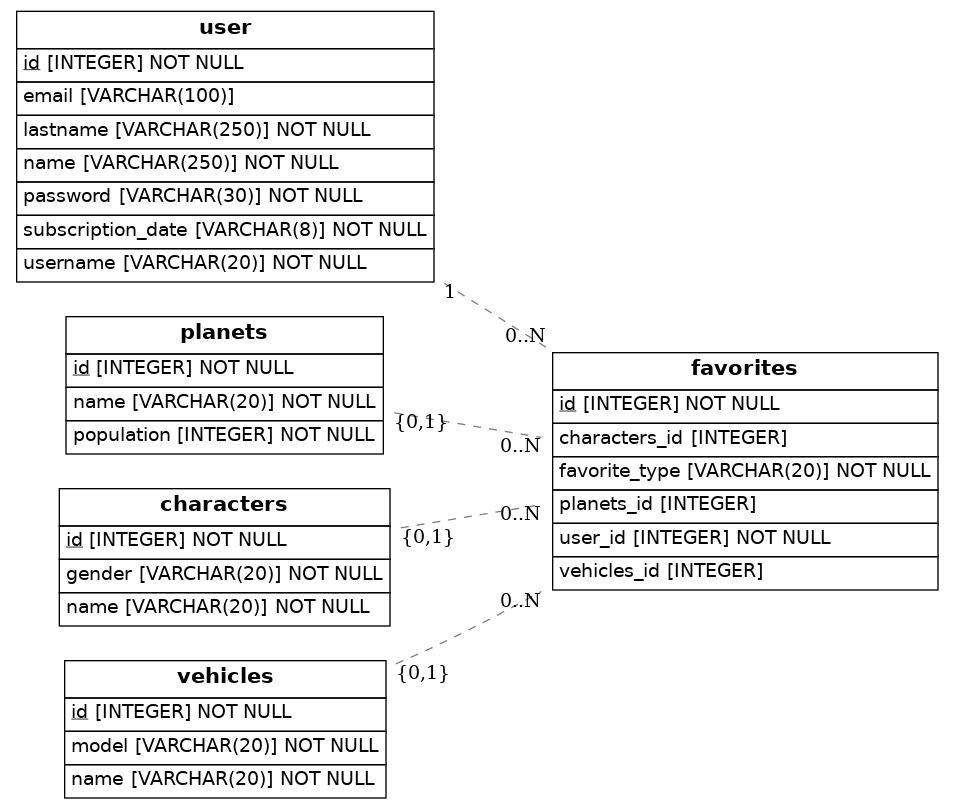 user
id [INTEGER] NOT NULL
email [VARCHAR(100)]
lastname [VARCHAR(250)] NOT NULL
name [VARCHAR(250)] NOT NULL
password [VARCHAR(30)] NOT NULL
subscription_date [VARCHAR(8)] NOT NULL
username [VARCHAR(20)] NOT NULL
1
0..N
planets
id [INTEGER] NOT NULL
name [VARCHAR(20)] NOT NULL
population [INTEGER] NOT NULL
{0,1}
0..N
characters
id [INTEGER] NOT NULL
gender [VARCHAR(20)] NOT NULL
name [VARCHAR(20)] NOT NULL
{0,1}
0..N
vehicles
id [INTEGER] NOT NULL
model [VARCHAR(20)] NOT NULL
name [VARCHAR(20)] NOT NULL
{0,1}
0..N
favorites
id [INTEGER] NOT NULL
characters_id [INTEGER]
favorite_type [VARCHAR(20)] NOT NULL
planets_id [INTEGER]
user_id [INTEGER] NOT NULL
vehicles_id [INTEGER]